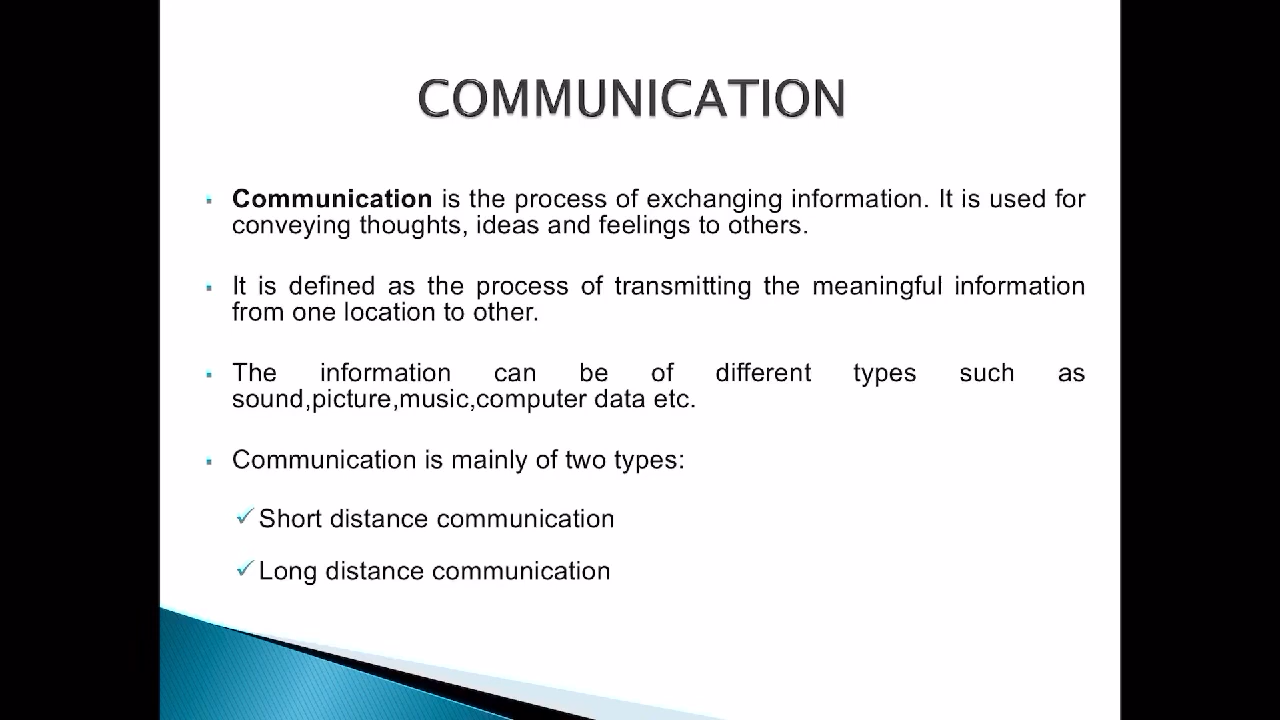 COMMUNICATION
Communication is the process of exchanging information. It is used for
conveying thoughts, ideas and feelings to others.
It is defined as the process of transmitting the meaningful information
from one location to other.
The information can be of different types such as
sound,picture,music,computer data etc.
Communication is mainly of two types:
Short distance communication
Long distance communication